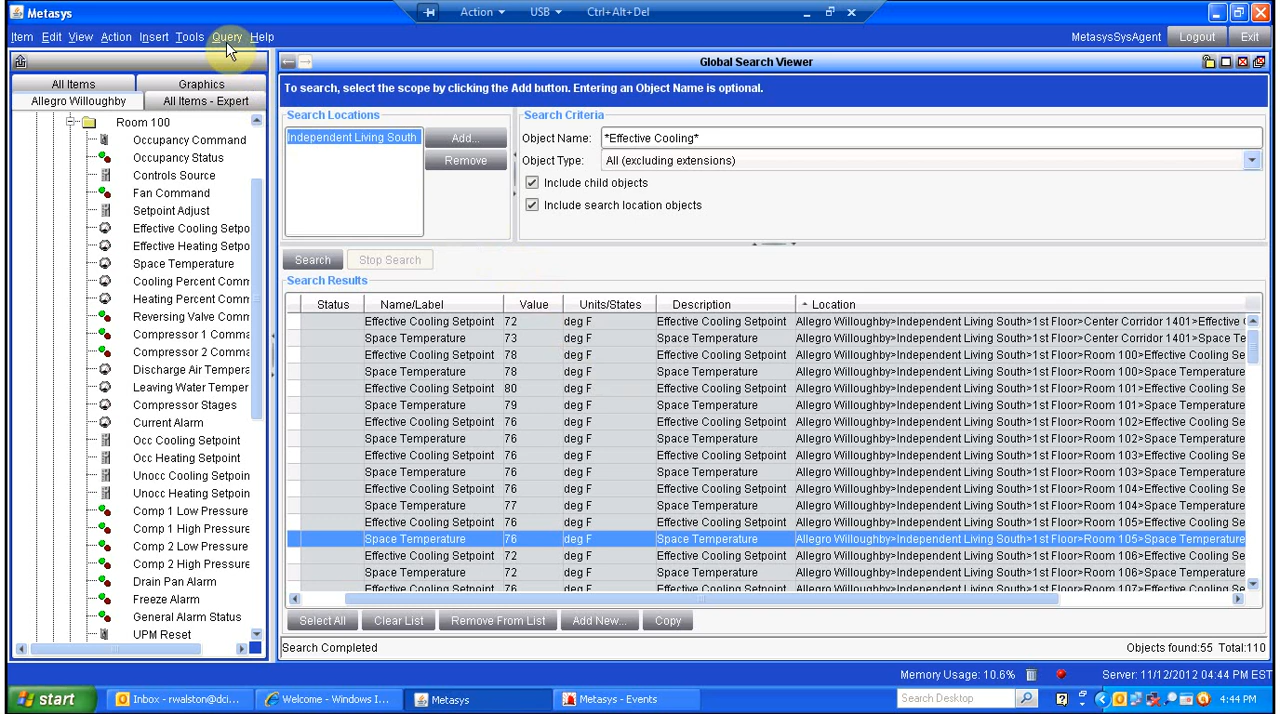 Metasys
Action
USB
Ctrl+Alt+Del
Item Edit View Action Insert Tools Query Help
MetasysSysAgent
Logout
Exit
All Items
Graphics
Allegro Willoughby
All Items - Expert
Room 100
Occupancy Command
Occupancy Status
Controls Source
Fan Command
Setpoint Adjust
Effective Cooling Setpo
Effective Heating Setpo
Space Temperature
Cooling Percent Comm
Heating Percent Comm
Reversing Valve Comm
Compressor 1 Comma
Compressor 2 Comma
Discharge Air Tempera
Leaving Water Temper
Compressor Stages
Current Alarm
Occ Cooling Setpoint
Occ Heating Setpoint
Unocc Cooling Setpoin
Unocc Heating Setpoin
Comp 1 Low Pressure
Comp 1 High Pressure
Comp 2 Low Pressure
Comp 2 High Pressure
Drain Pan Alarm
Freeze Alarm
General Alarm Status
UPM Reset
Global Search Viewer
To search, select the scope by clicking the Add button. Entering an Object Name is optional.
Search Locations
Independent Living South
Add...
Remove
Search Criteria
Object Name: *Effective Cooling*
Object Type: All (excluding extensions)
Include child objects
Include search location objects
Search
Stop Search
Search Results
Status Name/Label Value Units/States Description Location
Effective Cooling Setpoint 72 deg F Effective Cooling Setpoint Allegro Willoughby>Independent Living South>1st Floor>Center Corridor 1401>Effective C
Space Temperature 73 deg F Space Temperature Allegro Willoughby>Independent Living South>1st Floor>Center Corridor 1401>Space Te
Effective Cooling Setpoint 78 deg F Effective Cooling Setpoint Allegro Willoughby>Independent Living South>1st Floor>Room 100>Effective Cooling Se
Space Temperature 78 deg F Space Temperature Allegro Willoughby>Independent Living South>1st Floor>Room 100>Space Temperature
Effective Cooling Setpoint 80 deg F Effective Cooling Setpoint Allegro Willoughby>Independent Living South>1st Floor>Room 101>Effective Cooling Se
Space Temperature 79 deg F Space Temperature Allegro Willoughby>Independent Living South>1st Floor>Room 101>Space Temperature
Effective Cooling Setpoint 76 deg F Effective Cooling Setpoint Allegro Willoughby>Independent Living South>1st Floor>Room 102>Effective Cooling Se
Space Temperature 76 deg F Space Temperature Allegro Willoughby>Independent Living South>1st Floor>Room 102>Space Temperature
Effective Cooling Setpoint 76 deg F Effective Cooling Setpoint Allegro Willoughby>Independent Living South>1st Floor>Room 103>Effective Cooling Se
Space Temperature 76 deg F Space Temperature Allegro Willoughby>Independent Living South>1st Floor>Room 103>Space Temperature
Effective Cooling Setpoint 76 deg F Effective Cooling Setpoint Allegro Willoughby>Independent Living South>1st Floor>Room 104>Effective Cooling Se
Space Temperature 77 deg F Space Temperature Allegro Willoughby>Independent Living South>1st Floor>Room 104>Space Temperature
Effective Cooling Setpoint 76 deg F Effective Cooling Setpoint Allegro Willoughby>Independent Living South>1st Floor>Room 105>Effective Cooling Se
Space Temperature 76 deg F Space Temperature Allegro Willoughby>Independent Living South>1st Floor>Room 105>Space Temperature
Effective Cooling Setpoint 72 deg F Effective Cooling Setpoint Allegro Willoughby>Independent Living South>1st Floor>Room 106>Effective Cooling Se
Space Temperature 72 deg F Space Temperature Allegro Willoughby>Independent Living South>1st Floor>Room 106>Space Temperature
Effective Cooling Setpoint 76 deg F Effective Cooling Setpoint Allegro Willoughby>Independent Living South>1st Floor>Room 107>Effective Cooling Se
Select All
Clear List
Remove From List
Add New...
Copy
Search Completed
Objects found:55 Total:110
Memory Usage: 10.6%
Server: 11/12/2012 04:44 PM EST
start
Inbox - rwalston@dci...
Welcome - Windows I...
Metasys
Metasys - Events
Search Desktop
4:44 PM